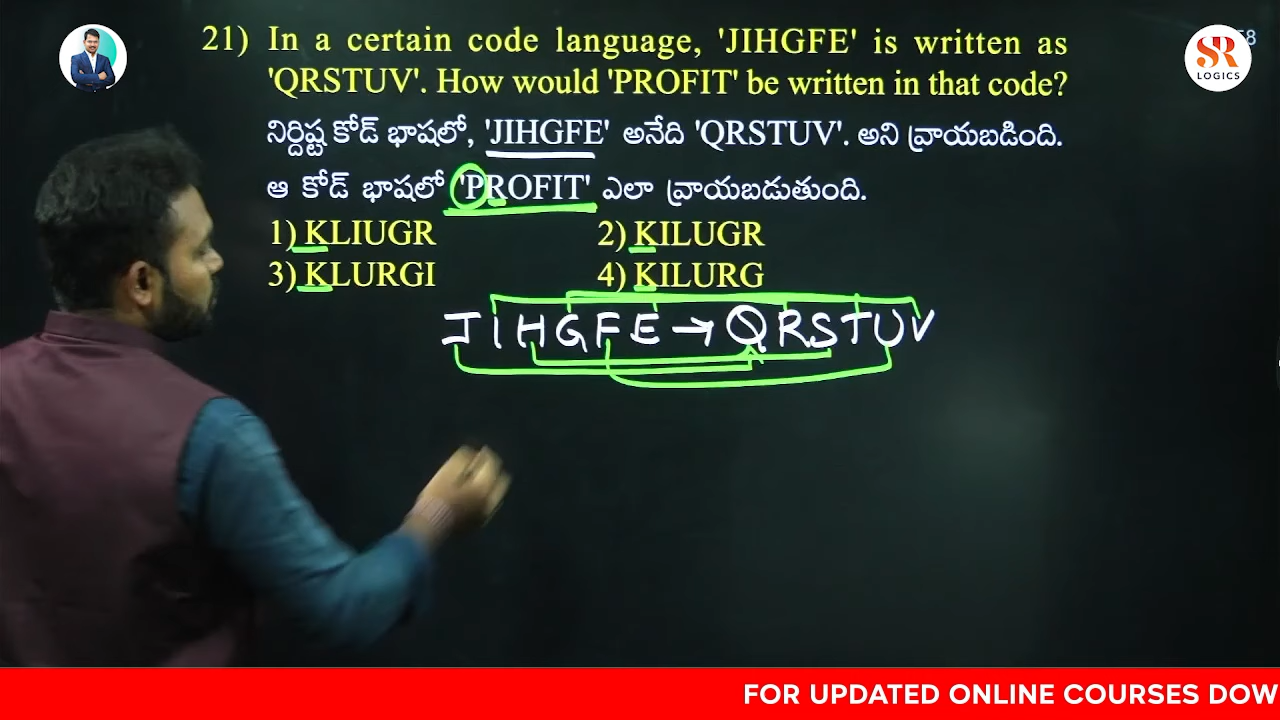 21) In a certain code language, 'JIHGFE' is written as
'QRSTUV'. How would 'PROFIT' be written in that code?
నిర్దిష్ట కోడ్ భాషలో, 'JIHGFE' అనేది 'QRSTUV'. అని వ్రాయబడింది.
ఆ కోడ్ భాషలో 'PROFIT' ఎలా వ్రాయబడుతుంది.
1) KLIUGR 2) KILUGR
3) KLURGI 4) KILURG
JIHGFE → QRSTUV
SR
LOGICS
8
FOR UPDATED ONLINE COURSES DOW